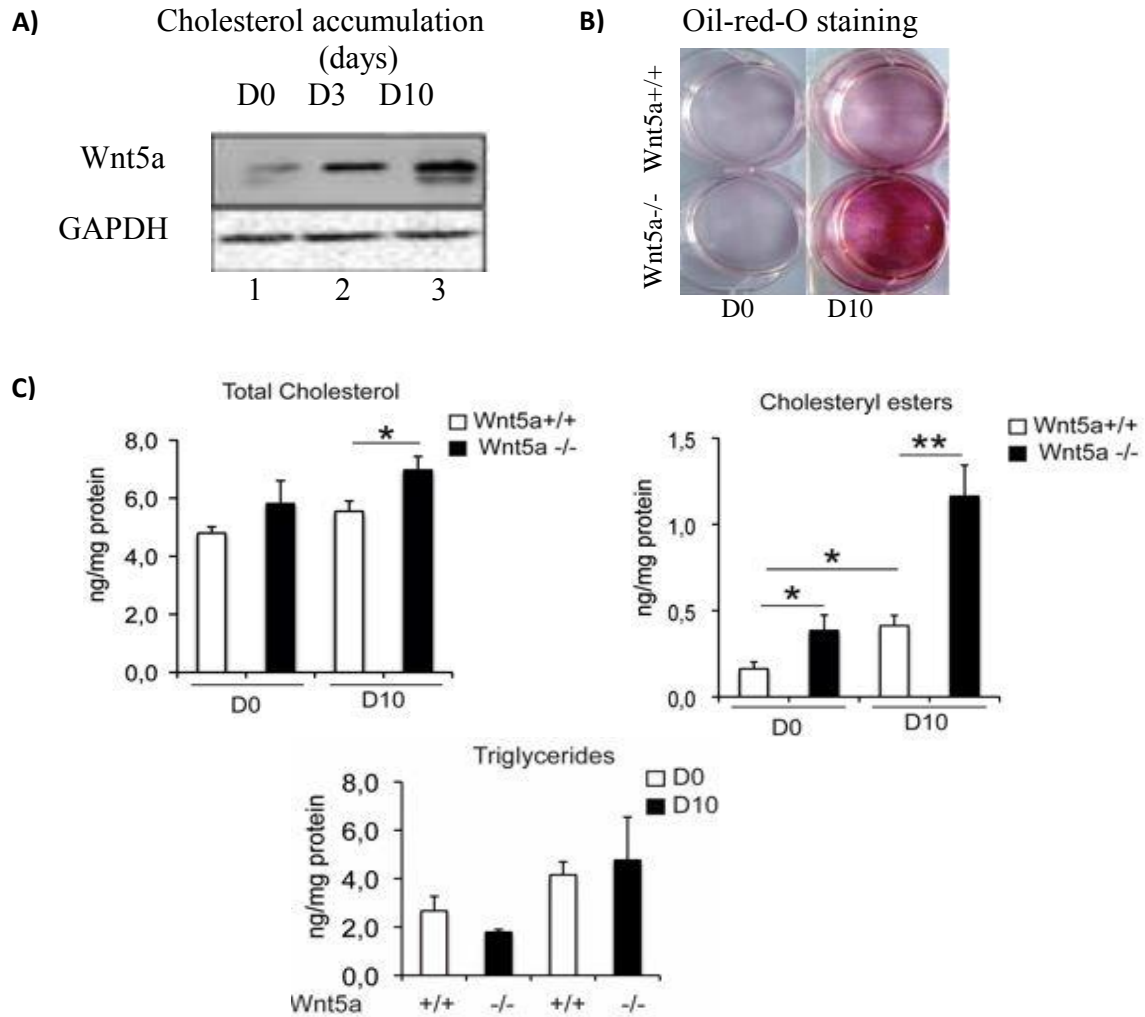 A)
Cholesterol accumulation
(days)
D0 D3 D10
Wnt5a
GAPDH
1 2 3
B)
Oil-red-O staining
Wnt5a+/+
Wnt5a-/-
D0 D10
C)
Total Cholesterol
Wnt5a+/+
Wnt5a -/-
ng/mg protein
8,0
6,0
4,0
2,0
0,0
*
D0 D10
Cholesteryl esters
Wnt5a+/+
Wnt5a -/-
ng/mg protein
1,5
1,0
0,5
0,0
*
*
**
D0 D10
Triglycerides
D0
D10
ng/mg protein
8,0
6,0
4,0
2,0
0,0
Wnt5a +/+ -/- +/+ -/-